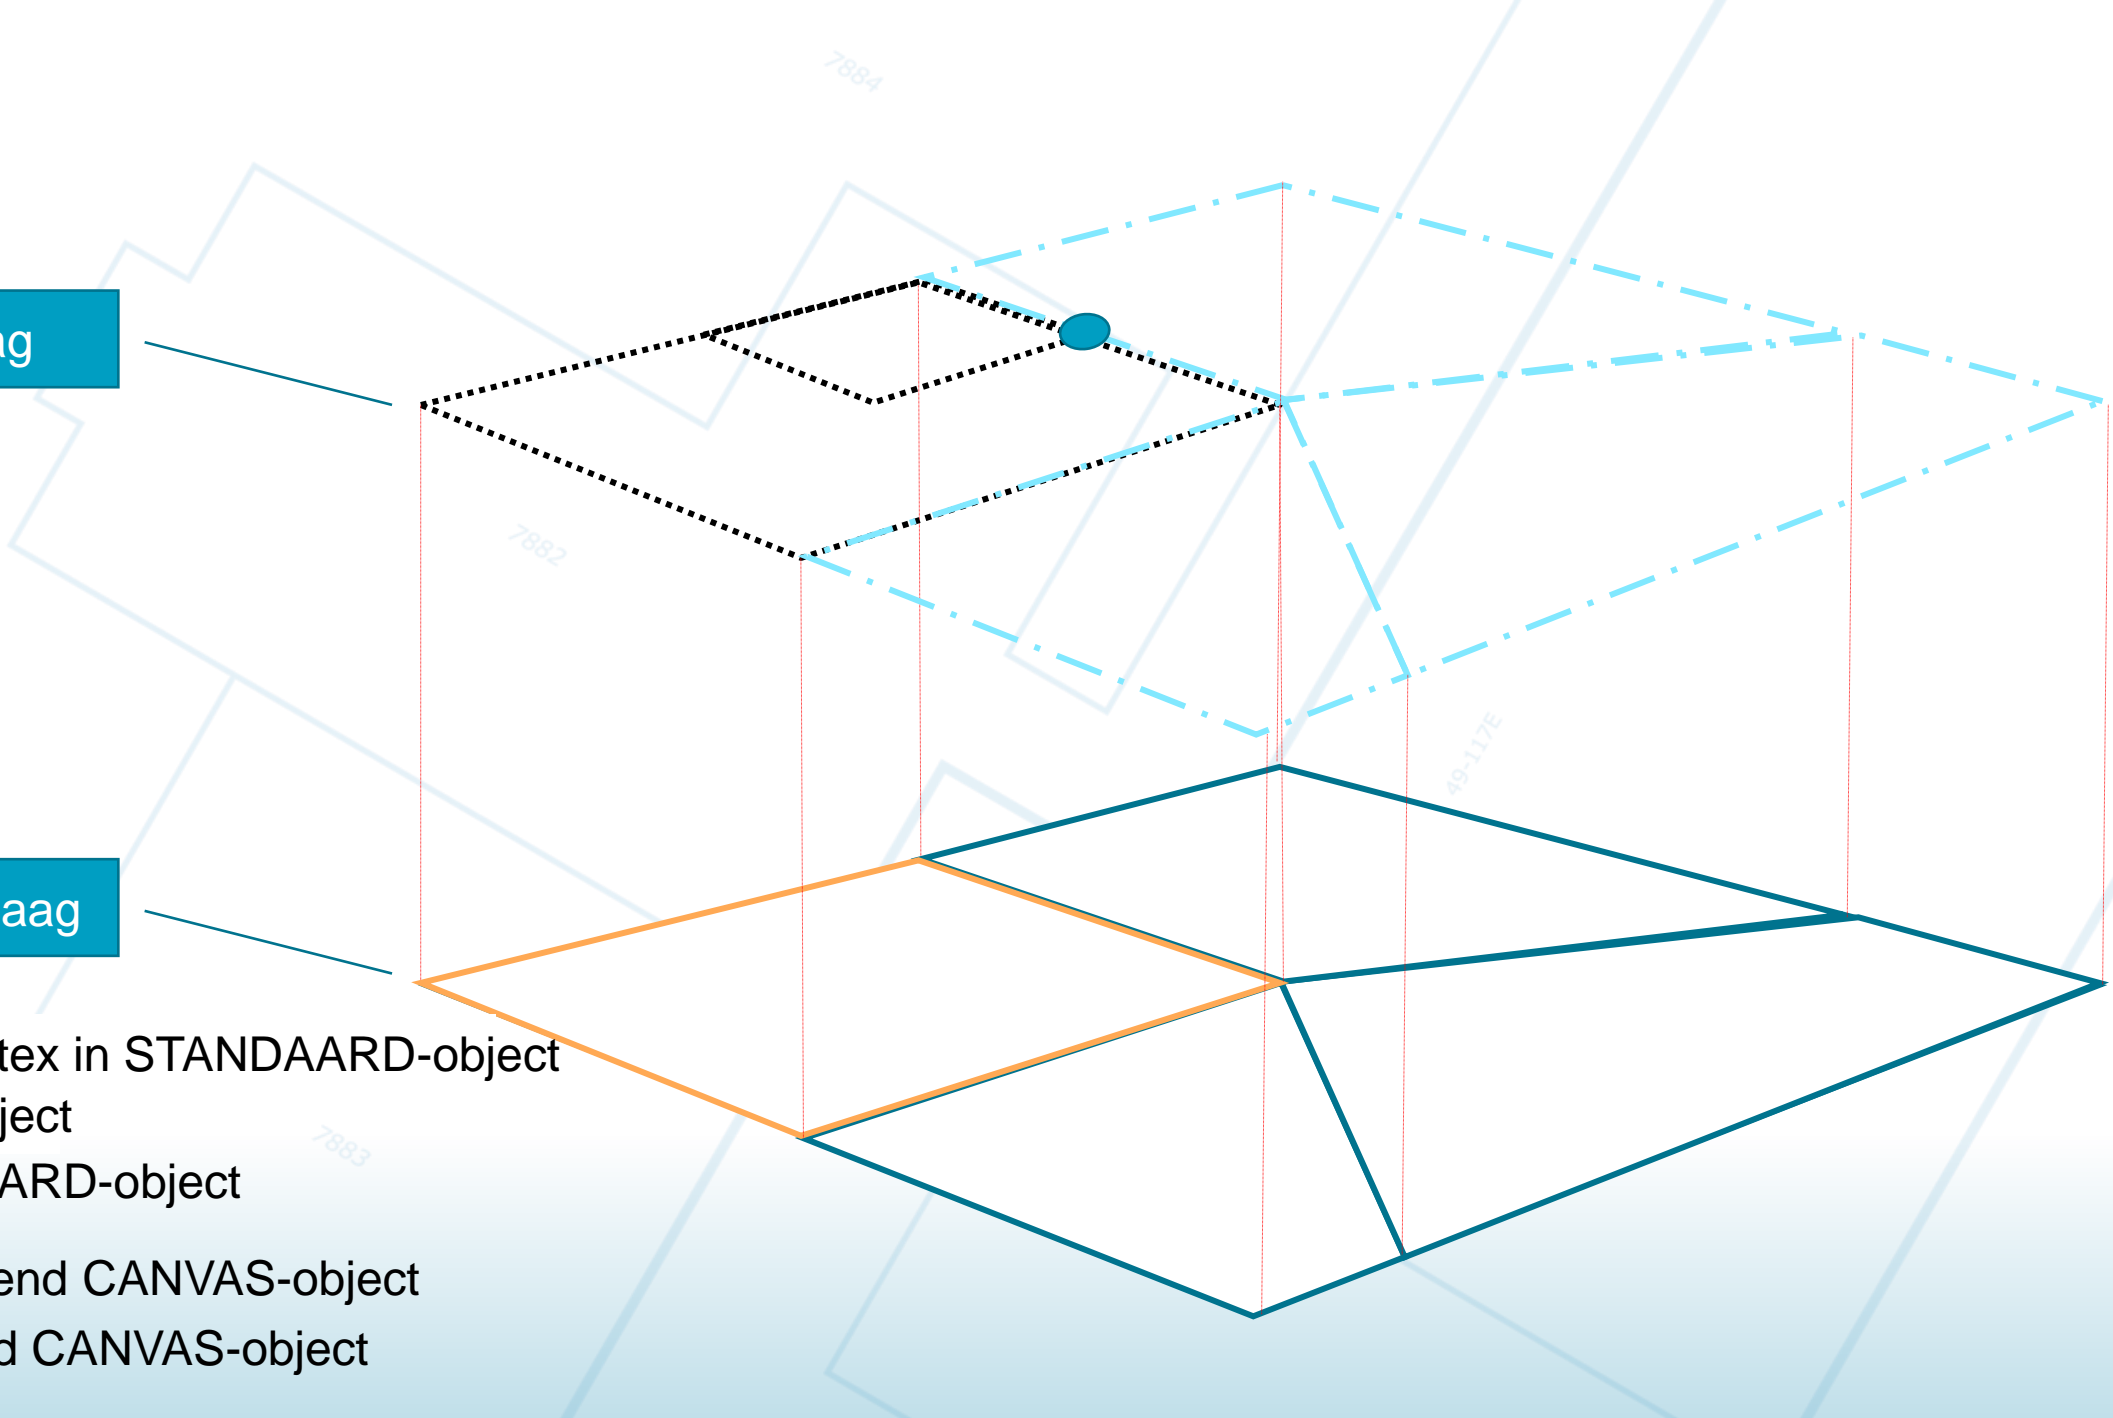 7884
ag
7882
49-117E
aag
tex in STANDAARD-object
ject
7883
ARD-object
end CANVAS-object
d CANVAS-object